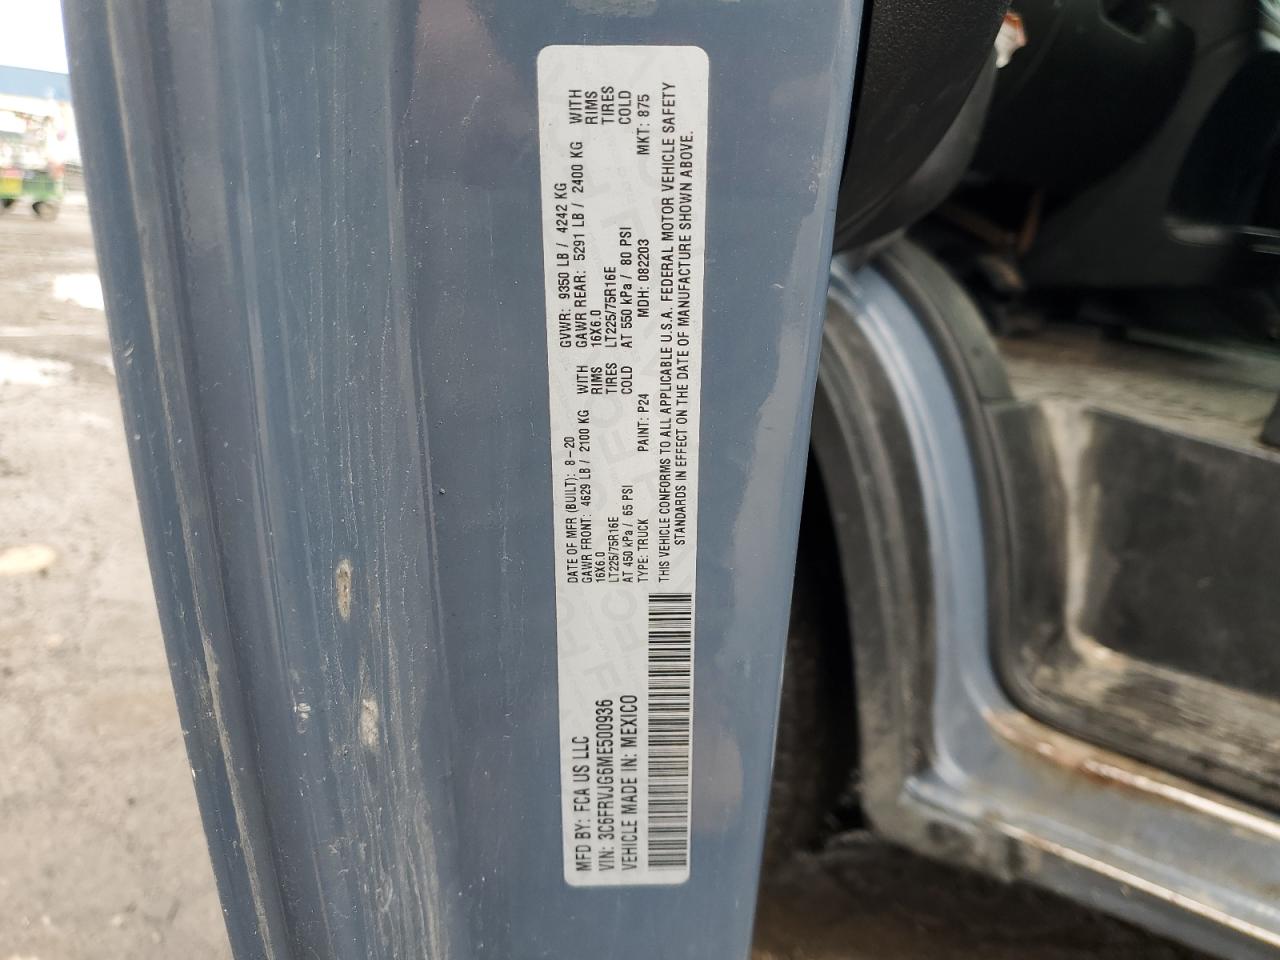 MFD BY: FCA US LLC
VIN: 3C6FRVJG6ME500936
VEHICLE MADE IN: MEXICO
DATE OF MFR (BUILT): 8-20 GVWR: 9350 LB / 4242 KG
GAWR FRONT: 4629 LB / 2100 KG WITH GAWR REAR: 5291 LB / 2400 KG WITH
16X6.0 RIMS 16X6.0 RIMS
LT225/75R16E TIRES LT225/75R16E TIRES
AT 450 kPa / 65 PSI COLD AT 550 kPa / 80 PSI COLD
TYPE: TRUCK PAINT: P24 MDH: 082203 MKT: 875
THIS VEHICLE CONFORMS TO ALL APPLICABLE U.S.A. FEDERAL MOTOR VEHICLE SAFETY
STANDARDS IN EFFECT ON THE DATE OF MANUFACTURE SHOWN ABOVE.